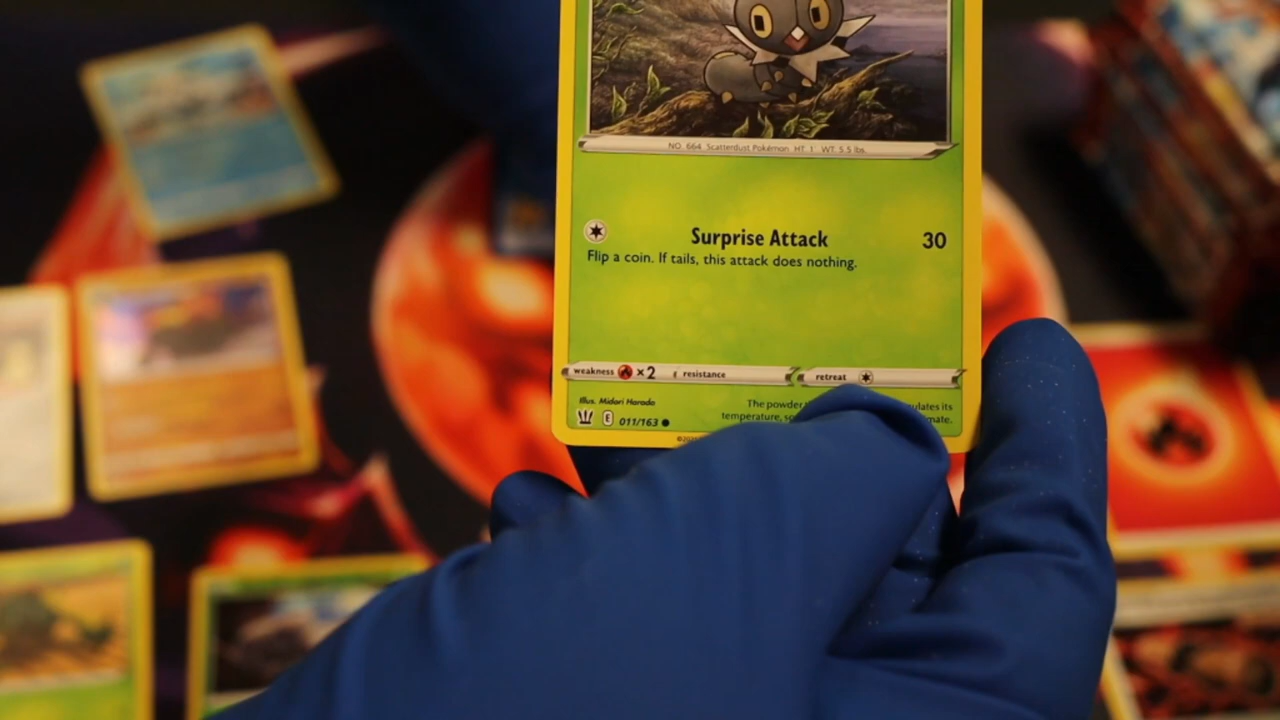 NO. 664 Scatterdust Pokémon HT. 1 WT. 5.5 lbs.
Surprise Attack 30
Flip a coin. If tails, this attack does nothing.
weakness ×2 resistance retreat
Illus. Midori Harada
The powder
temperature,
E 011/163